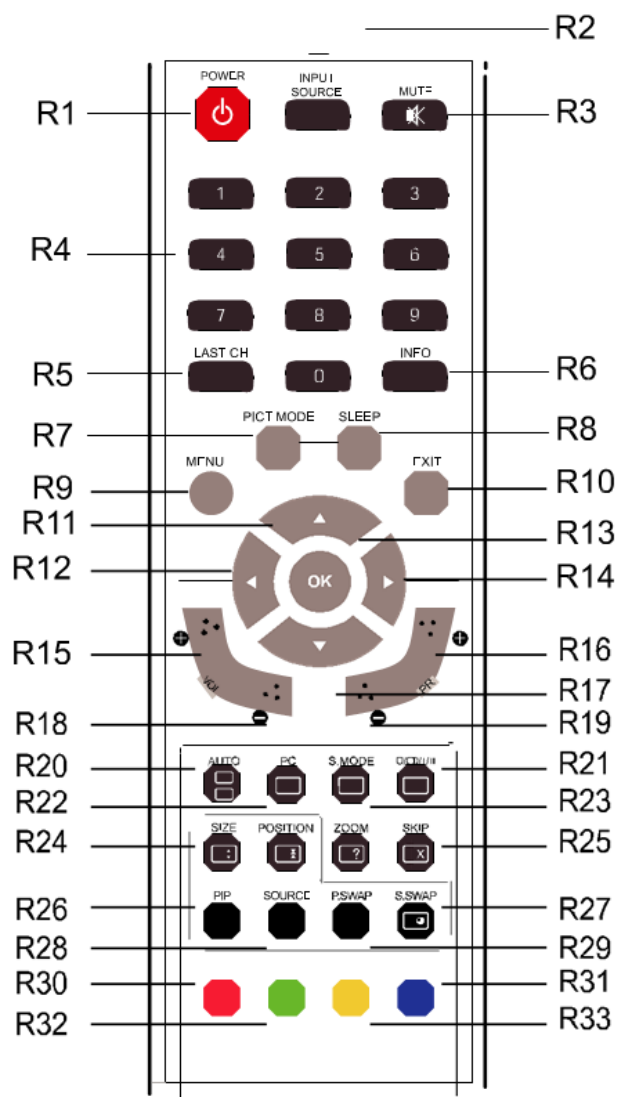 R2
POWER
INPUT
SOURCE
MUTE
R1
R3
1 2 3
R4
4 5 6
7 8 9
LAST CH
INFO
R5
0
R6
PICT MODE SLEEP
R7
R8
MENU
EXIT
R9
R10
R11
R13
R12
OK
R14
R15
R16
VOL
PR
R17
R18
R19
AUTO PC S.MODE
R20
R21
R22
R23
SIZE POSITION ZOOM SKIP
R24
?
X
R25
PIP SOURCE P.SWAP S.SWAP
R26
R27
R28
R29
R30
R31
R32
R33